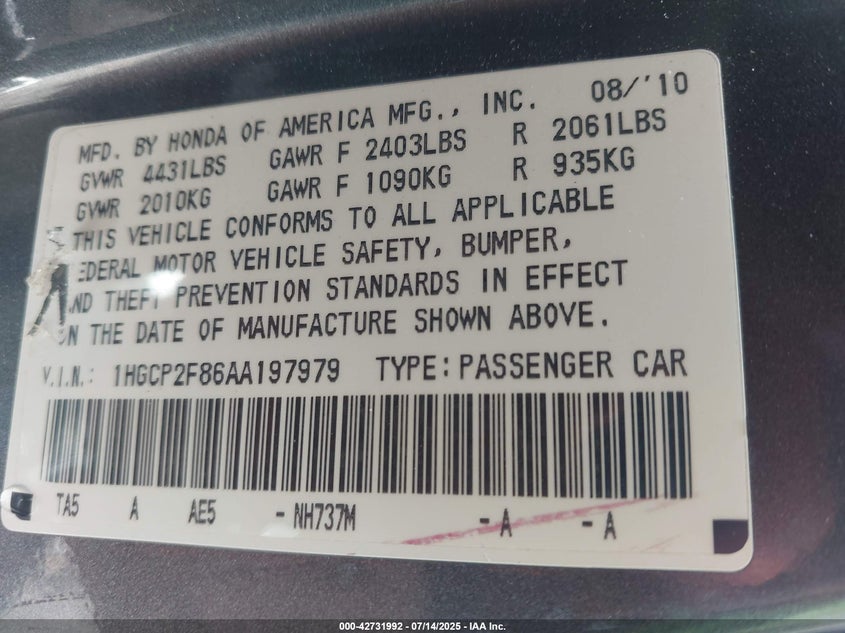 MFD. BY HONDA OF AMERICA MFG., INC. 08/'10
GVWR 4431LBS GAWR F 2403LBS R 2061LBS
GVWR 2010KG GAWR F 1090KG R 935KG
THIS VEHICLE CONFORMS TO ALL APPLICABLE
EDERAL MOTOR VEHICLE SAFETY, BUMPER,
ND THEFT PREVENTION STANDARDS IN EFFECT
ON THE DATE OF MANUFACTURE SHOWN ABOVE.
V.I.N.: 1HGCP2F86AA197979 TYPE: PASSENGER CAR
TA5 A AE5 -NH737M -A -A
000-42731992 - 07/14/2025 - IAA Inc.